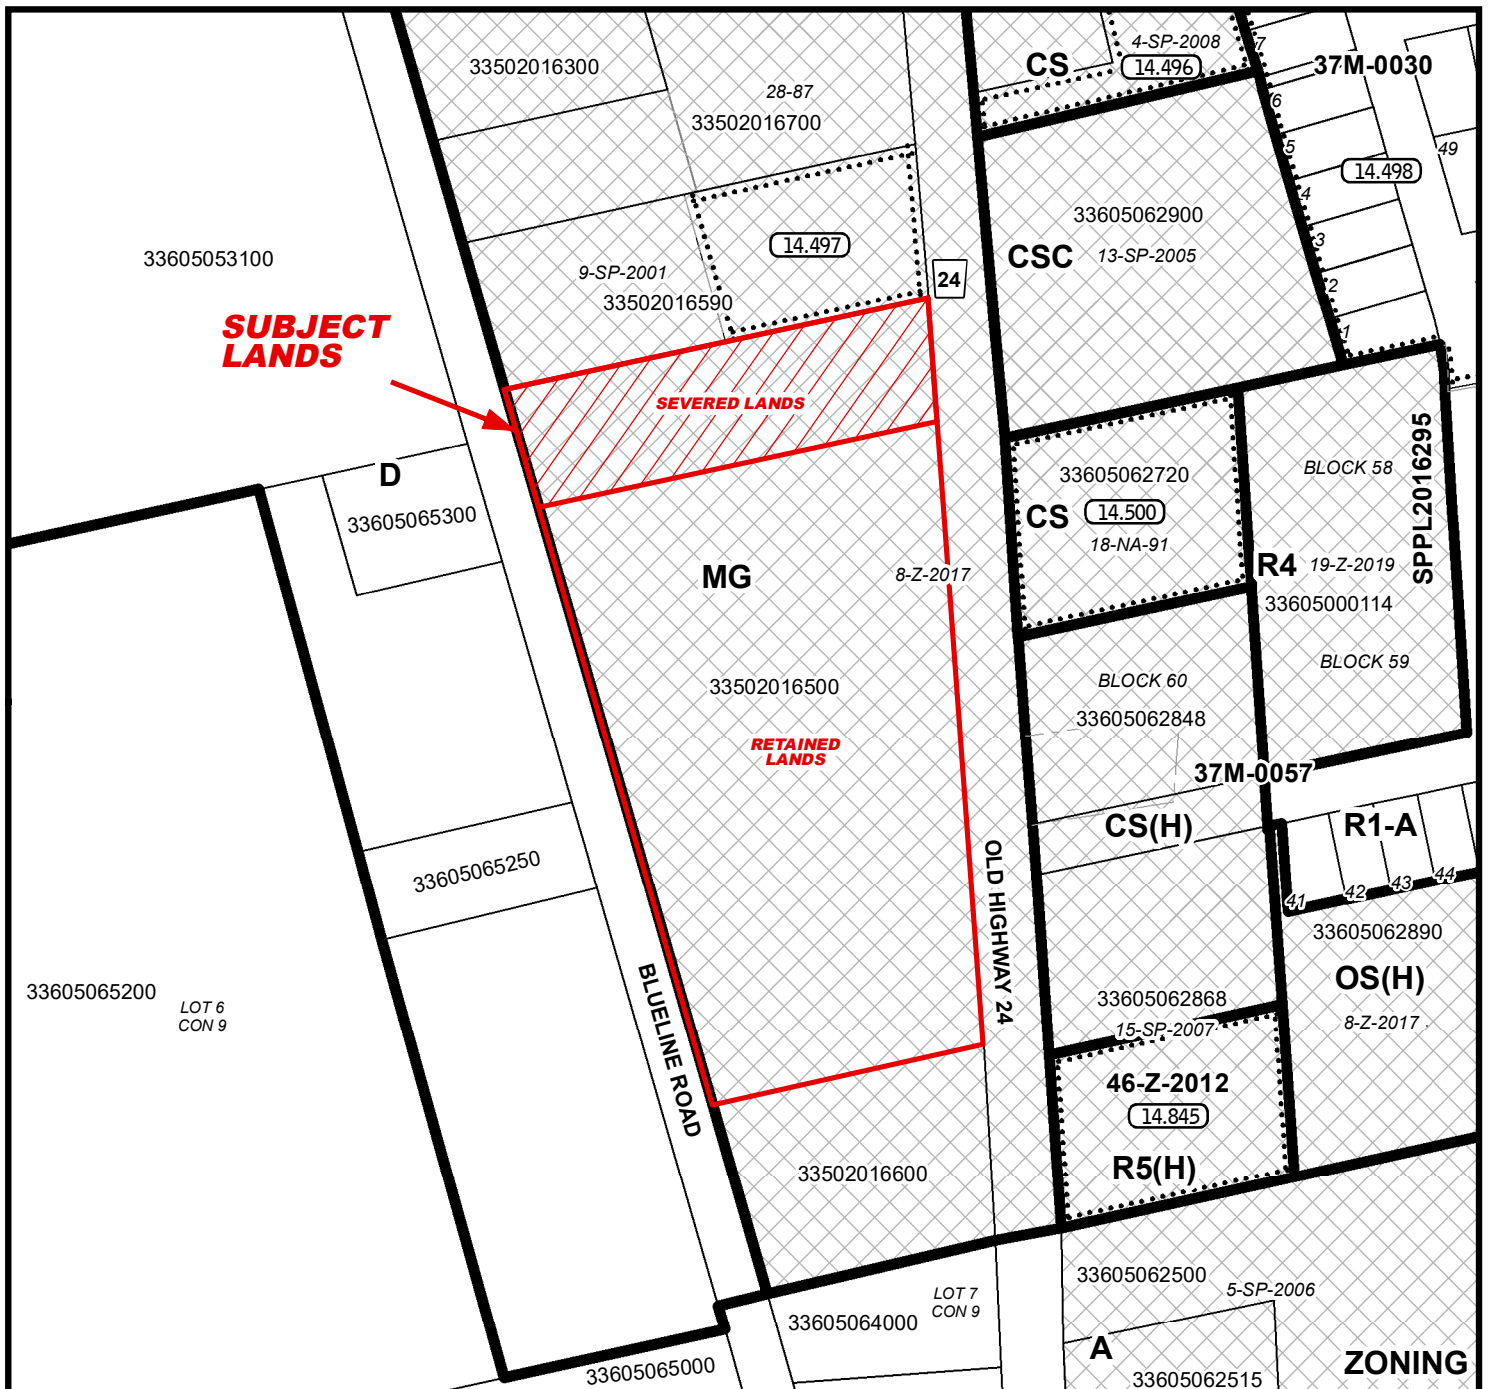 33502016300
28-87
33502016700
CS
4-SP-2008
14.496
7
37M-0030
6
5
4
3
2
1
49
14.498
33605053100
14.497
9-SP-2001
33502016590
24
33605062900
CSC
13-SP-2005
SUBJECT
LANDS
SEVERED LANDS
D
33605065300
33605062720
CS
14.500
18-NA-91
BLOCK 58
SPPL2016295
R4
19-Z-2019
33605000114
BLOCK 59
MG
8-Z-2017
33502016500
RETAINED
LANDS
BLOCK 60
33605062848
37M-0057
CS(H)
R1-A
41
42
43
44
33605065250
OLD HIGHWAY 24
33605062890
OS(H)
8-Z-2017
33605065200
LOT 6
CON 9
BLUELINE ROAD
33605062868
15-SP-2007
46-Z-2012
14.845
R5(H)
33502016600
33605062500
5-SP-2006
LOT 7
CON 9
33605064000
33605065000
A
33605062515
ZONING